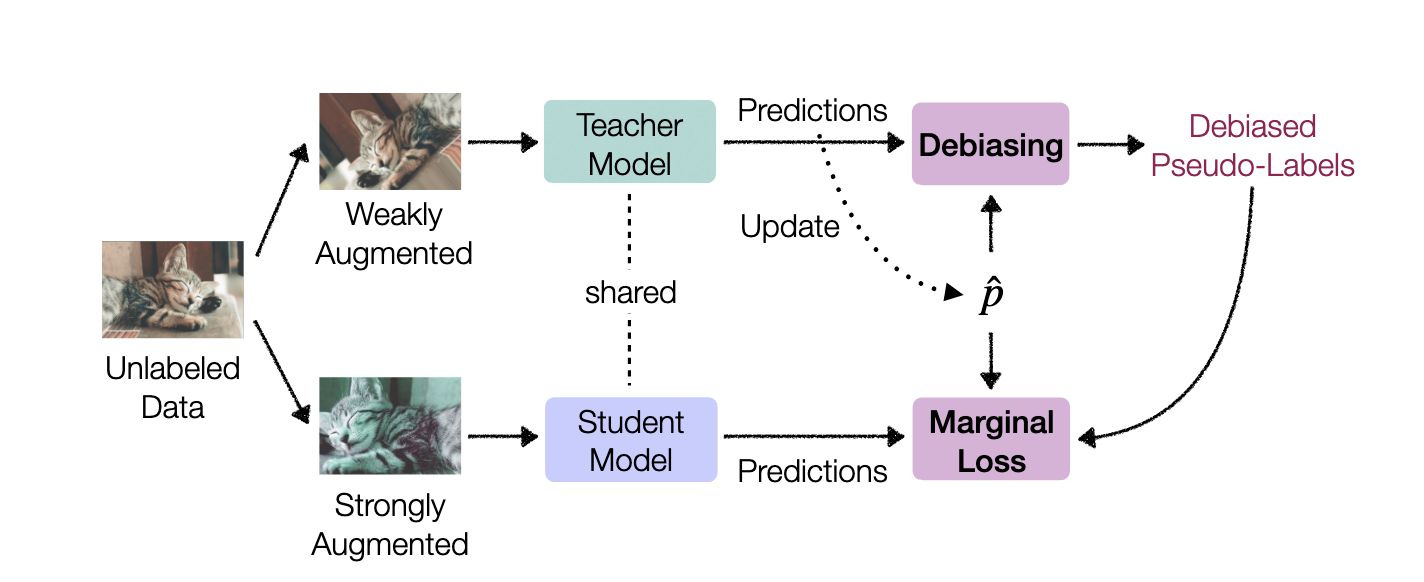 Predictions
Teacher
Model
Debiasing
Debiased
Pseudo-Labels
Weakly
Augmented
Update
shared
p̂
Unlabeled
Data
Student
Model
Marginal
Loss
Predictions
Strongly
Augmented